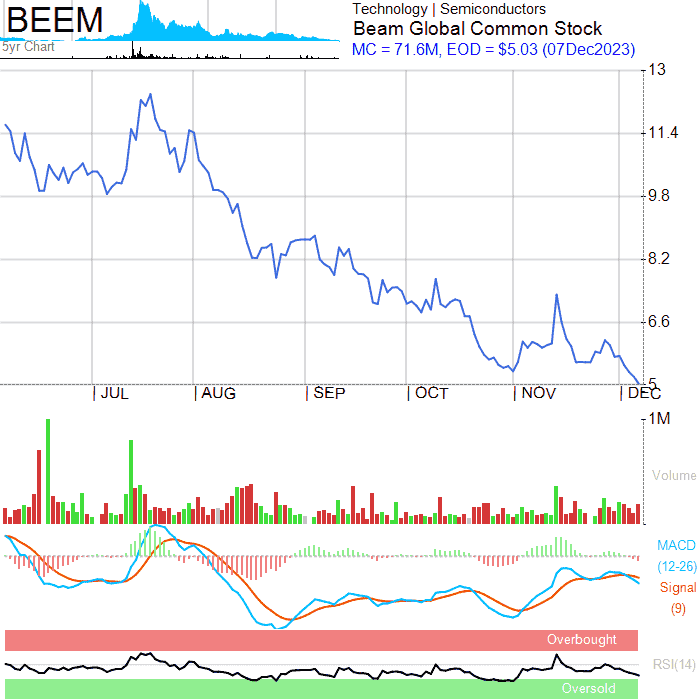 BEEM
5yr Chart
Technology | Semiconductors
Beam Global Common Stock
MC = 71.6M, EOD = $5.03 (07Dec2023)
13
11.4
9.8
8.2
6.6
5
JUL AUG SEP OCT NOV DEC
1M
Volume
MACD
(12-26)
Signal
(9)
Overbought
RSI(14)
Oversold